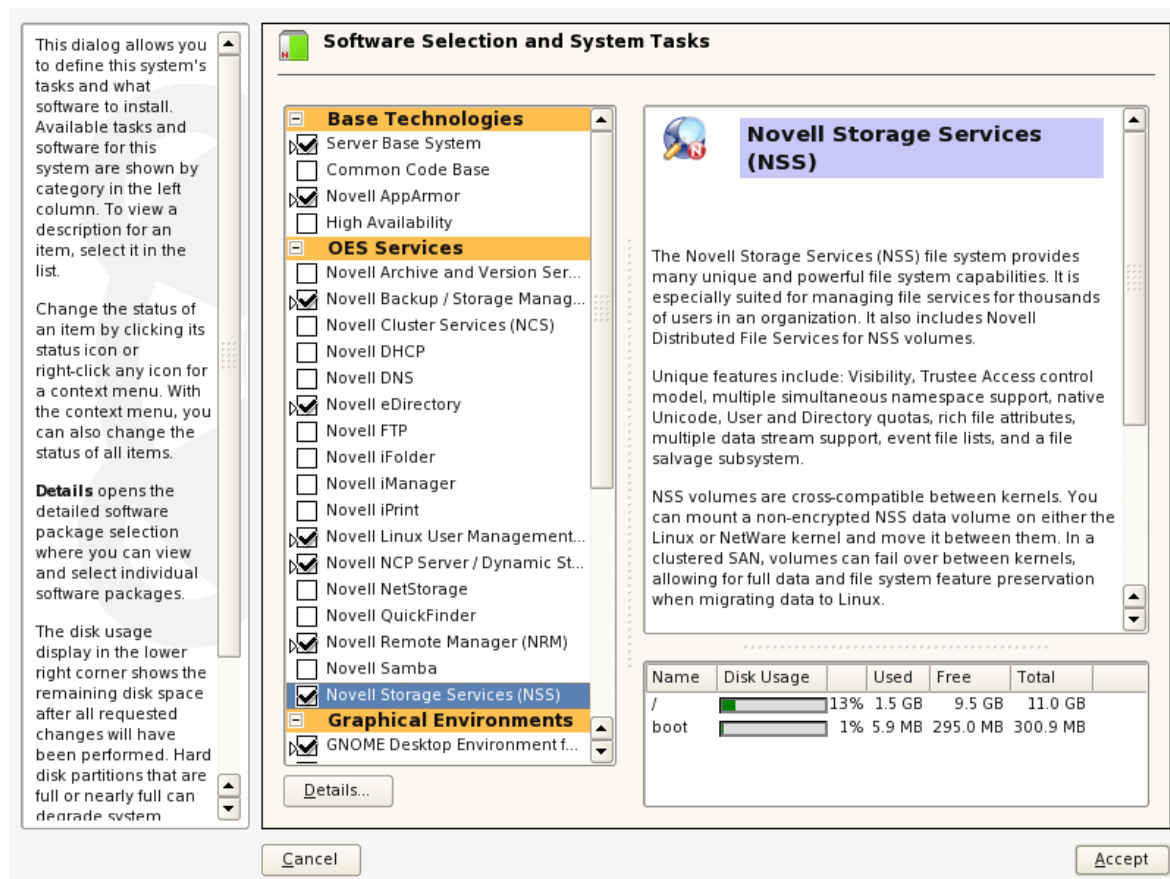 This dialog allows you
to define this system's
tasks and what
software to install.
Available tasks and
software for this
system are shown by
category in the left
column. To view a
description for an
item, select it in the
list.
Change the status of
an item by clicking its
status icon or
right-click any icon for
a context menu. With
the context menu, you
can also change the
status of all items.
Details opens the
detailed software
package selection
where you can view
and select individual
software packages.
The disk usage
display in the lower
right corner shows the
remaining disk space
after all requested
changes will have
been performed. Hard
disk partitions that are
full or nearly full can
degrade system
Software Selection and System Tasks
Base Technologies
Server Base System
Common Code Base
Novell AppArmor
High Availability
OES Services
Novell Archive and Version Ser...
Novell Backup / Storage Manag...
Novell Cluster Services (NCS)
Novell DHCP
Novell DNS
Novell eDirectory
Novell FTP
Novell iFolder
Novell iManager
Novell iPrint
Novell Linux User Management...
Novell NCP Server / Dynamic St...
Novell NetStorage
Novell QuickFinder
Novell Remote Manager (NRM)
Novell Samba
Novell Storage Services (NSS)
Graphical Environments
GNOME Desktop Environment f...
Details...
Novell Storage Services
(NSS)
The Novell Storage Services (NSS) file system provides
many unique and powerful file system capabilities. It is
especially suited for managing file services for thousands
of users in an organization. It also includes Novell
Distributed File Services for NSS volumes.
Unique features include: Visibility, Trustee Access control
model, multiple simultaneous namespace support, native
Unicode, User and Directory quotas, rich file attributes,
multiple data stream support, event file lists, and a file
salvage subsystem.
NSS volumes are cross-compatible between kernels. You
can mount a non-encrypted NSS data volume on either the
Linux or NetWare kernel and move it between them. In a
clustered SAN, volumes can fail over between kernels,
allowing for full data and file system feature preservation
when migrating data to Linux.
Name Disk Usage Used Free Total
/ 13% 1.5 GB 9.5 GB 11.0 GB
boot 1% 5.9 MB 295.0 MB 300.9 MB
Cancel
Accept